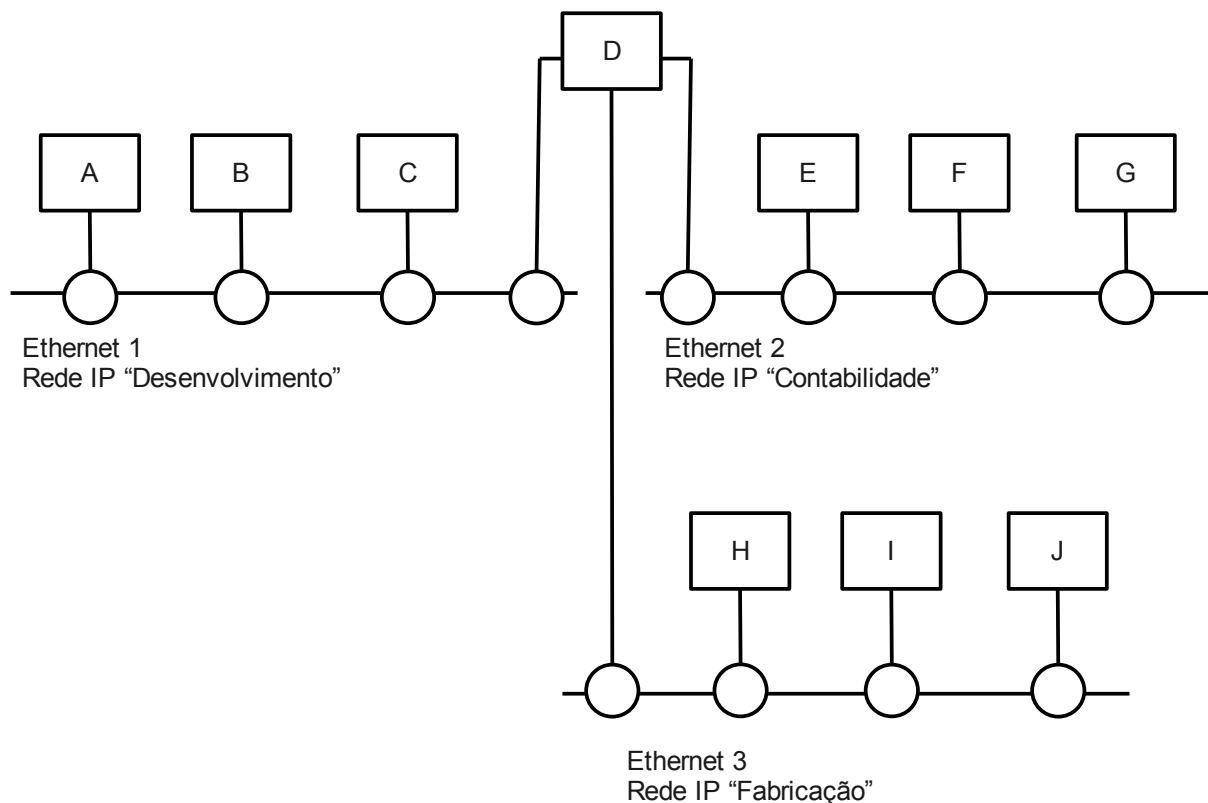 D
A
B
C
E
F
G
Ethernet 1
Rede IP “Desenvolvimento”
Ethernet 2
Rede IP “Contabilidade”
H
I
J
Ethernet 3
Rede IP “Fabricação”